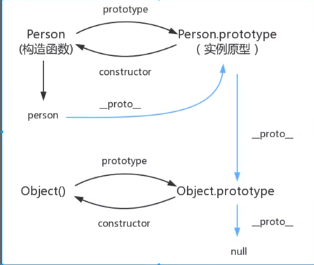 prototype
Person
(构造函数)
Person.prototype
（实例原型）
constructor
person
__proto__
__proto__
prototype
Object()
Object.prototype
constructor
__proto__
null